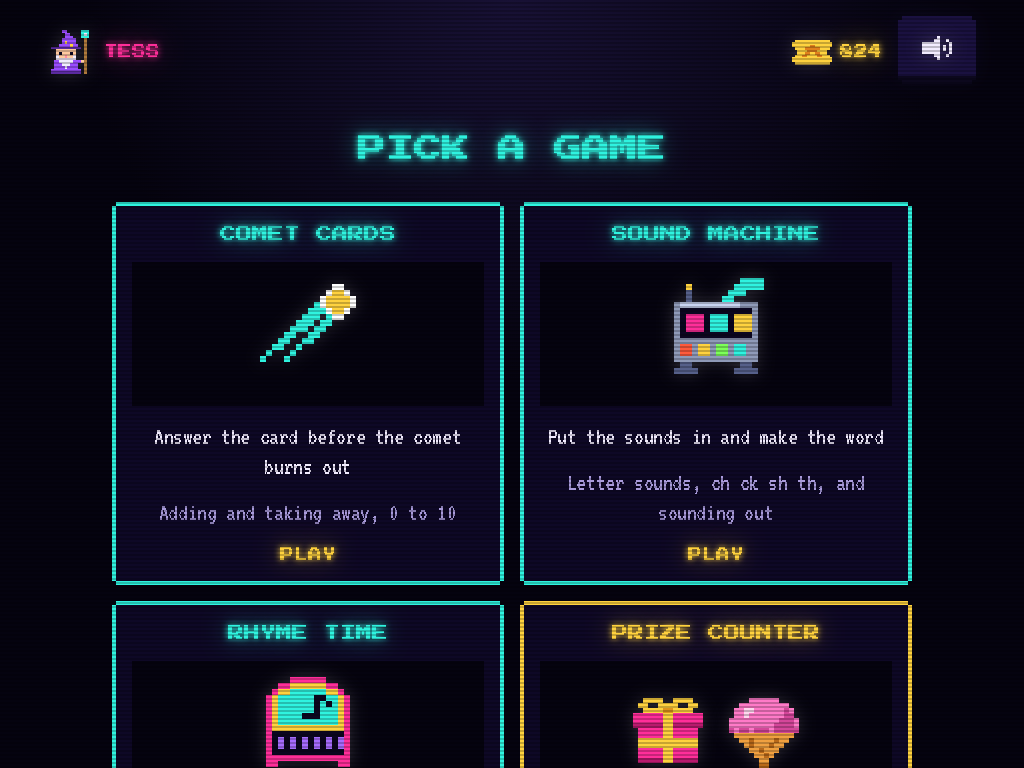 TESS
824
PICK A GAME
COMET CARDS
Answer the card before the comet
burns out
Adding and taking away, 0 to 10
PLAY
SOUND MACHINE
Put the sounds in and make the word
Letter sounds, ch ck sh th, and
sounding out
PLAY
RHYME TIME
PRIZE COUNTER